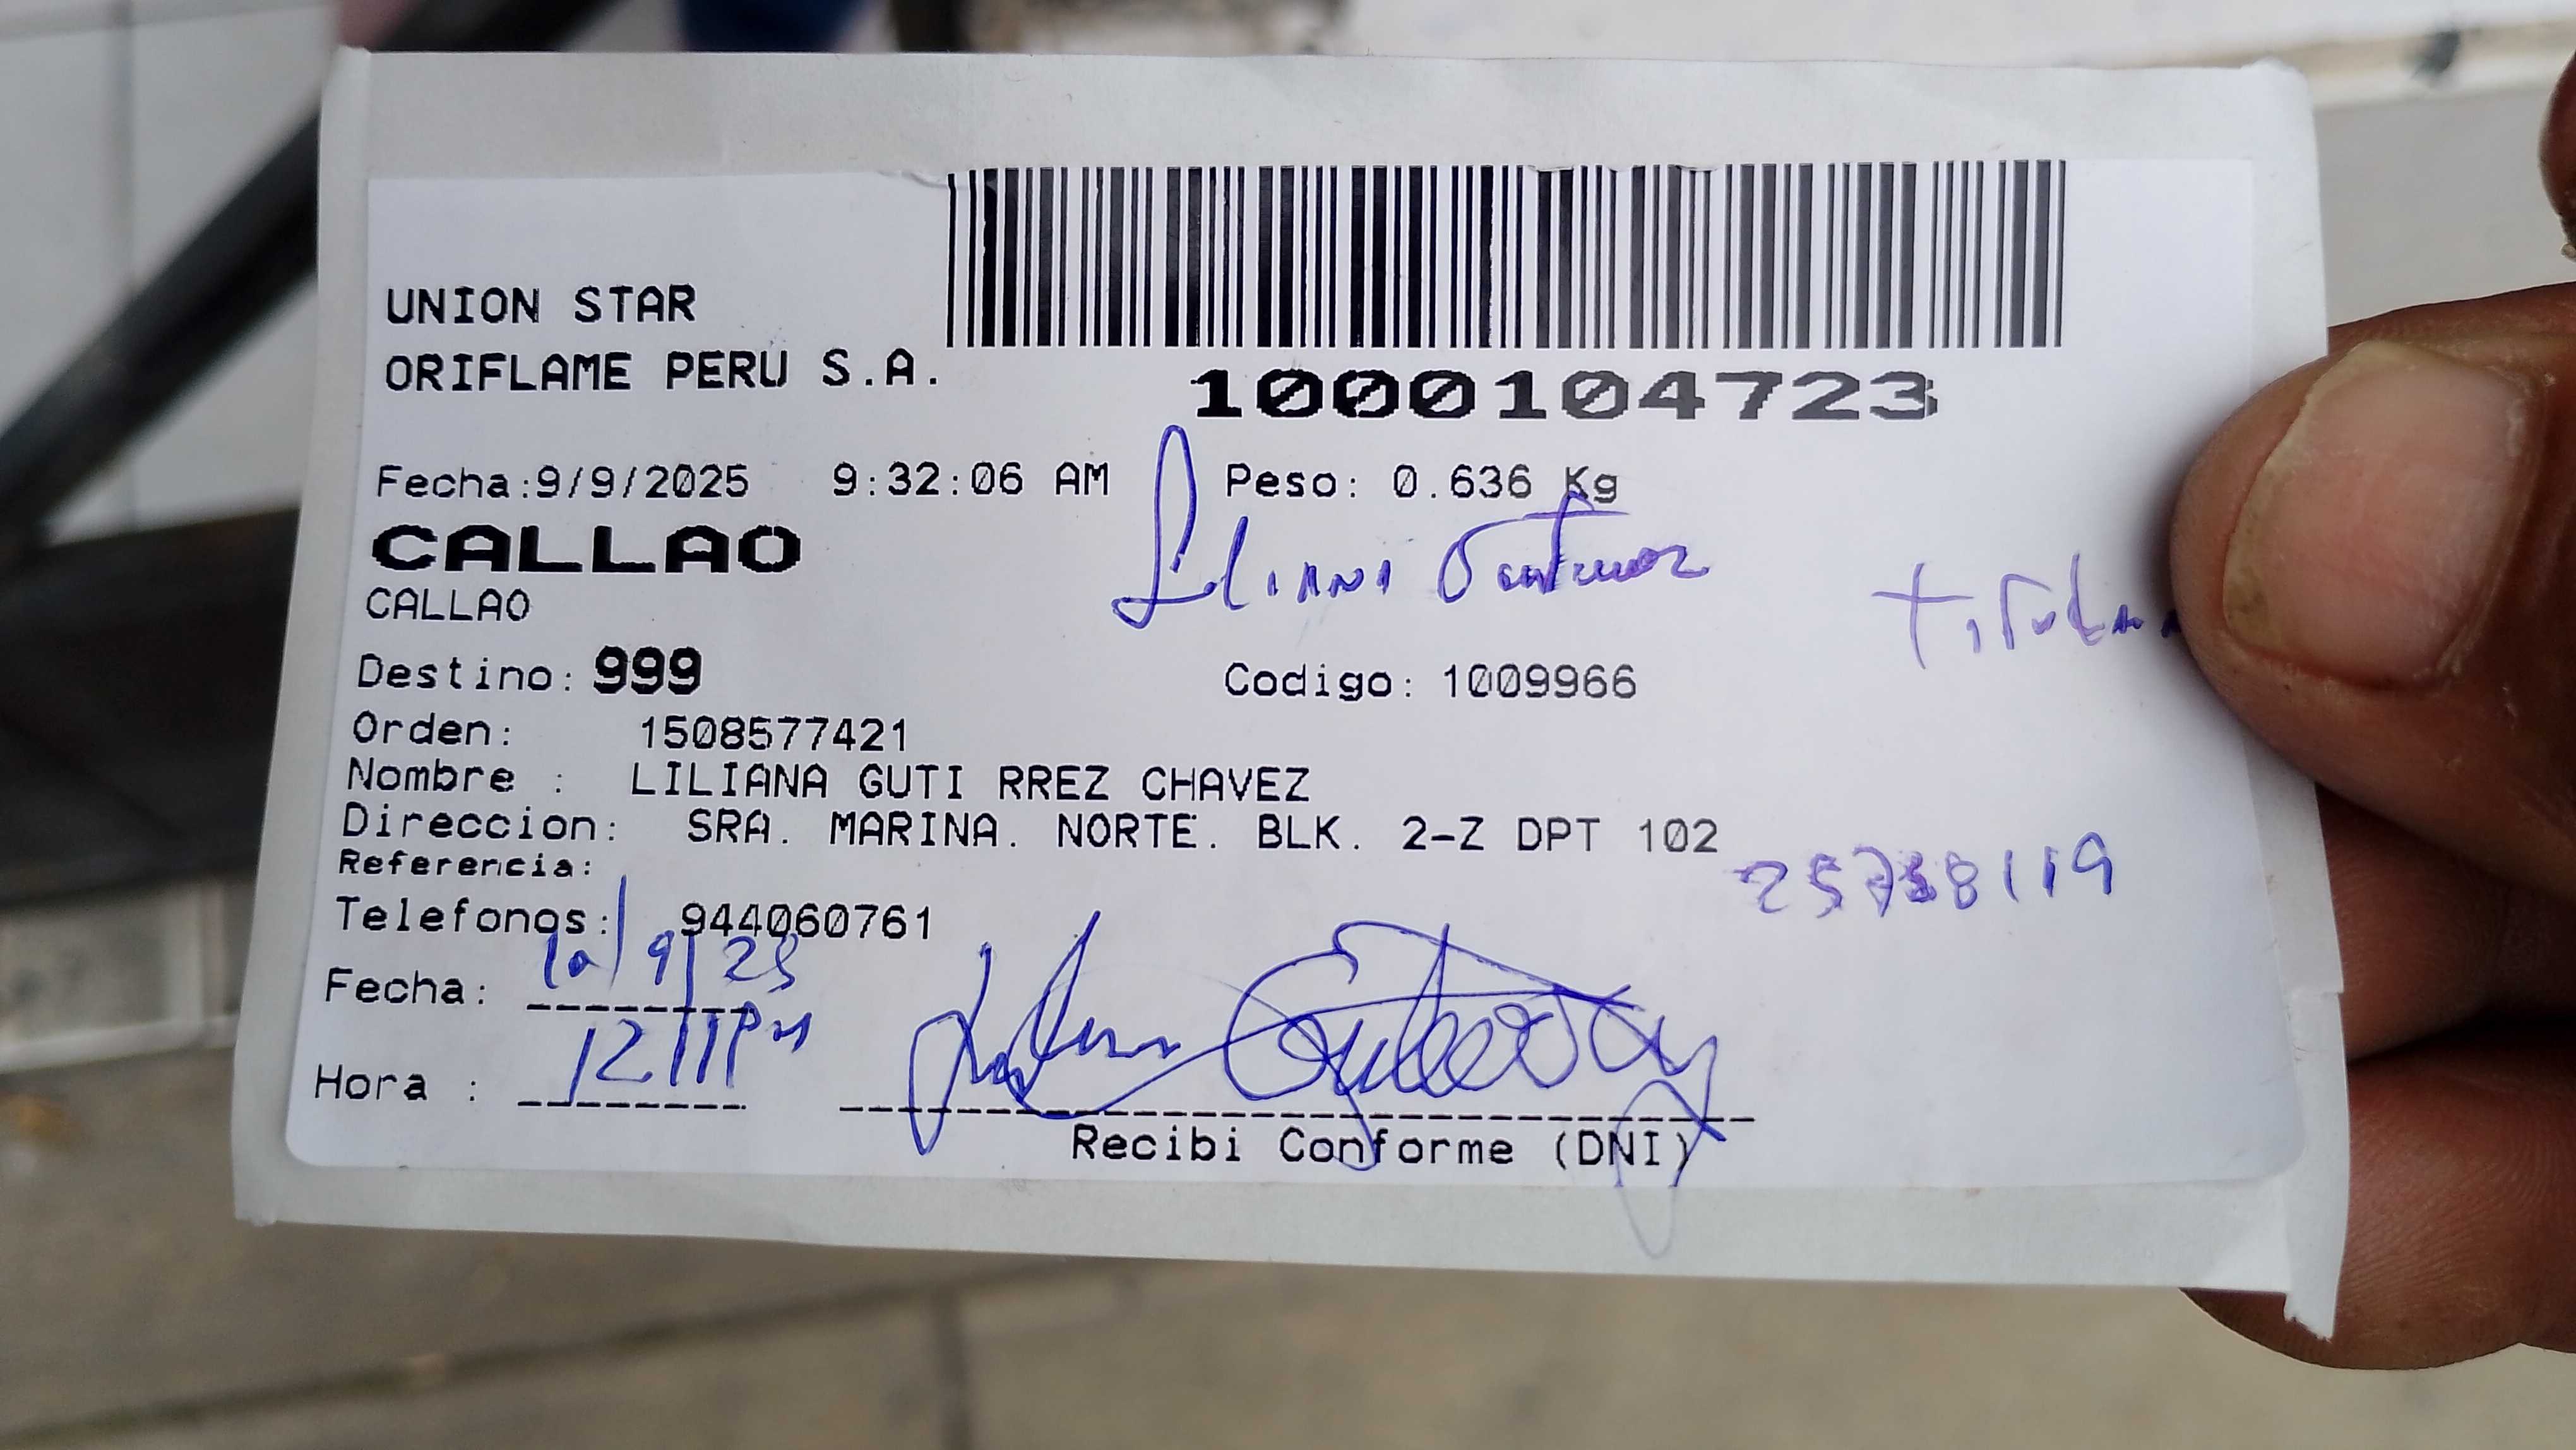 UNION STAR
ORIFLAME PERU S.A.
1000104723
Fecha:9/9/2025 9:32:06 AM Peso: 0.636 Kg
CALLAO
Liliana
CALLAO
Destino: 999 Codigo: 1009966
Orden: 1508577421
Nombre : LILIANA GUTI RREZ CHAVEZ
Direccion: SRA. MARINA. NORTE. BLK. 2-Z DPT 102
Referencia:
Telefonos: 944060761
Fecha: 10/9/25
Hora : 12 11 PM
Recibi Conforme (DNI)